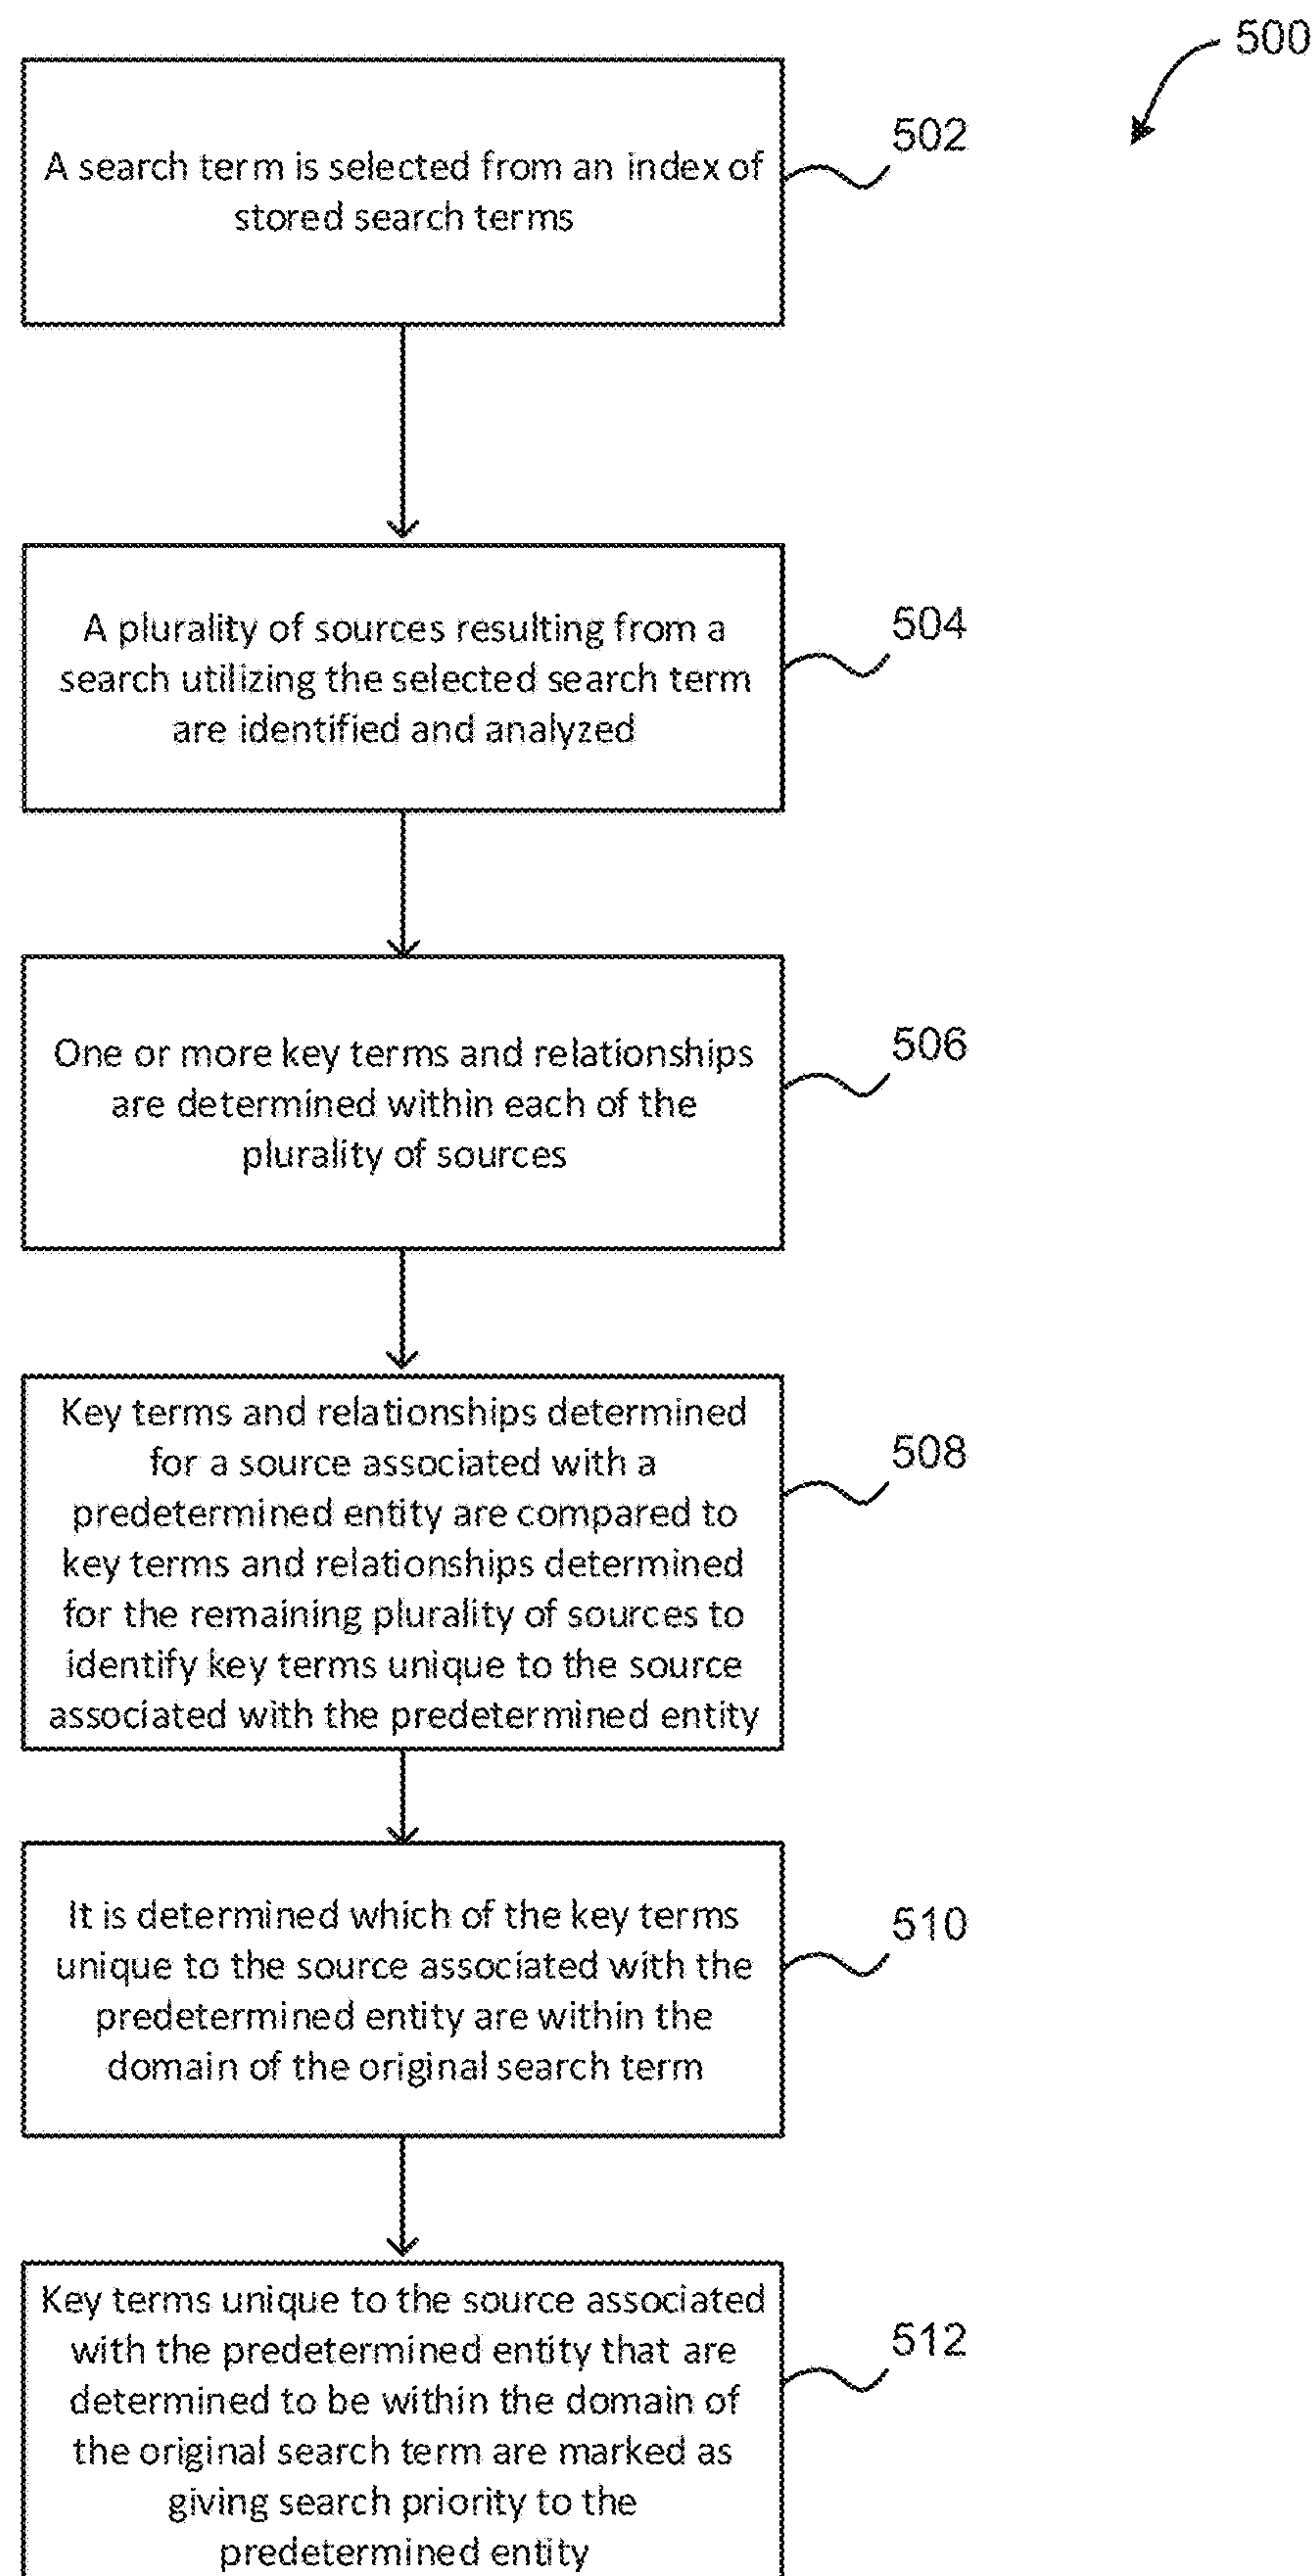 500
A search term is selected from an index of
stored search terms
502
A plurality of sources resulting from a
search utilizing the selected search term
are identified and analyzed
504
One or more key terms and relationships
are determined within each of the
plurality of sources
506
Key terms and relationships determined
for a source associated with a
predetermined entity are compared to
key terms and relationships determined
for the remaining plurality of sources to
identify key terms unique to the source
associated with the predetermined entity
508
It is determined which of the key terms
unique to the source associated with the
predetermined entity are within the
domain of the original search term
510
Key terms unique to the source associated
with the predetermined entity that are
determined to be within the domain of
the original search term are marked as
giving search priority to the
predetermined entity
512